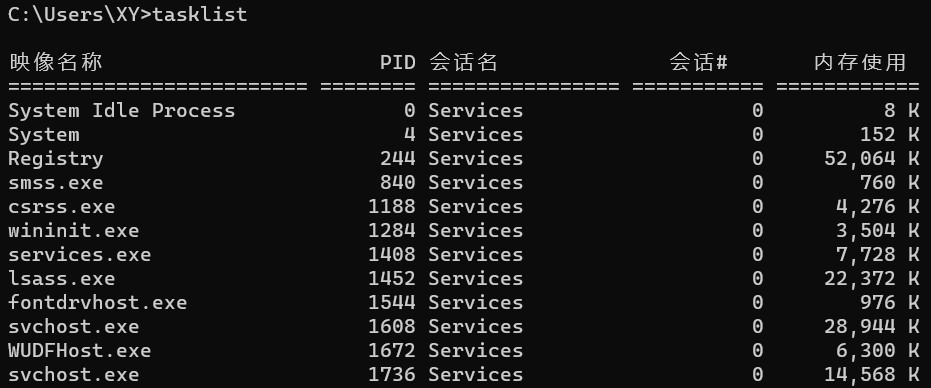 C:\Users\XY>tasklist
映像名称                       PID 会话名              会话#       内存使用
========================= ======== ================ =========== ============
System Idle Process              0 Services                   0          8 K
System                           4 Services                   0        152 K
Registry                       244 Services                   0     52,064 K
smss.exe                       840 Services                   0        760 K
csrss.exe                     1188 Services                   0      4,276 K
wininit.exe                   1284 Services                   0      3,504 K
services.exe                  1408 Services                   0      7,728 K
lsass.exe                     1452 Services                   0     22,372 K
fontdrvhost.exe               1544 Services                   0        976 K
svchost.exe                   1608 Services                   0     28,944 K
WUDFHost.exe                  1672 Services                   0      6,300 K
svchost.exe                   1736 Services                   0     14,568 K